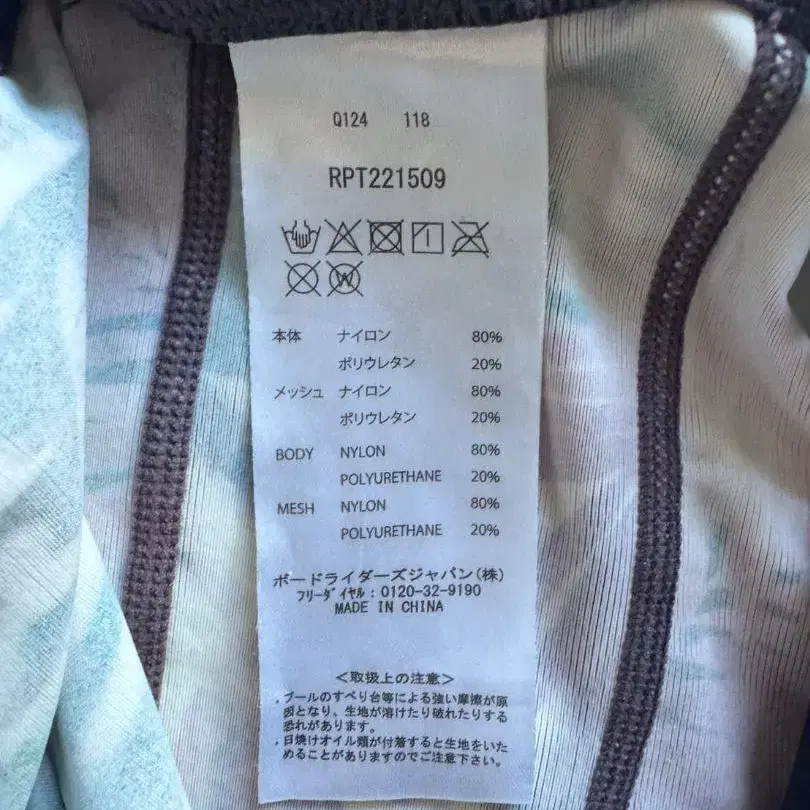 Q124 118
RPT221509
W
本体 ナイロン 80%
ポリウレタン 20%
メッシュ ナイロン 80%
ポリウレタン 20%
BODY NYLON 80%
POLYURETHANE 20%
MESH NYLON 80%
POLYURETHANE 20%
ボードライダーズジャパン(株)
フリーダイヤル:0120-32-9190
MADE IN CHINA
<取扱上の注意>
.プールのすべり台等による強い摩擦が原
因となり、生地が溶けたり破れたりする
恐れがあります。
.日焼けオイル類が付着すると生地をいた
めることがありますのでご注意下さい。